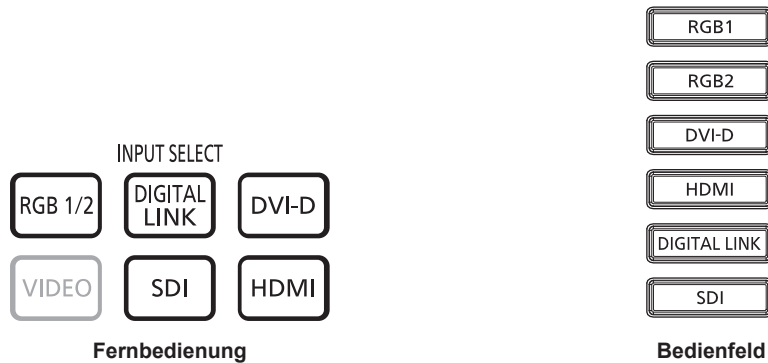 INPUT SELECT
RGB 1/2
DIGITAL
LINK
DVI-D
VIDEO
SDI
HDMI
Fernbedienung
RGB1
RGB2
DVI-D
HDMI
DIGITAL LINK
SDI
Bedienfeld